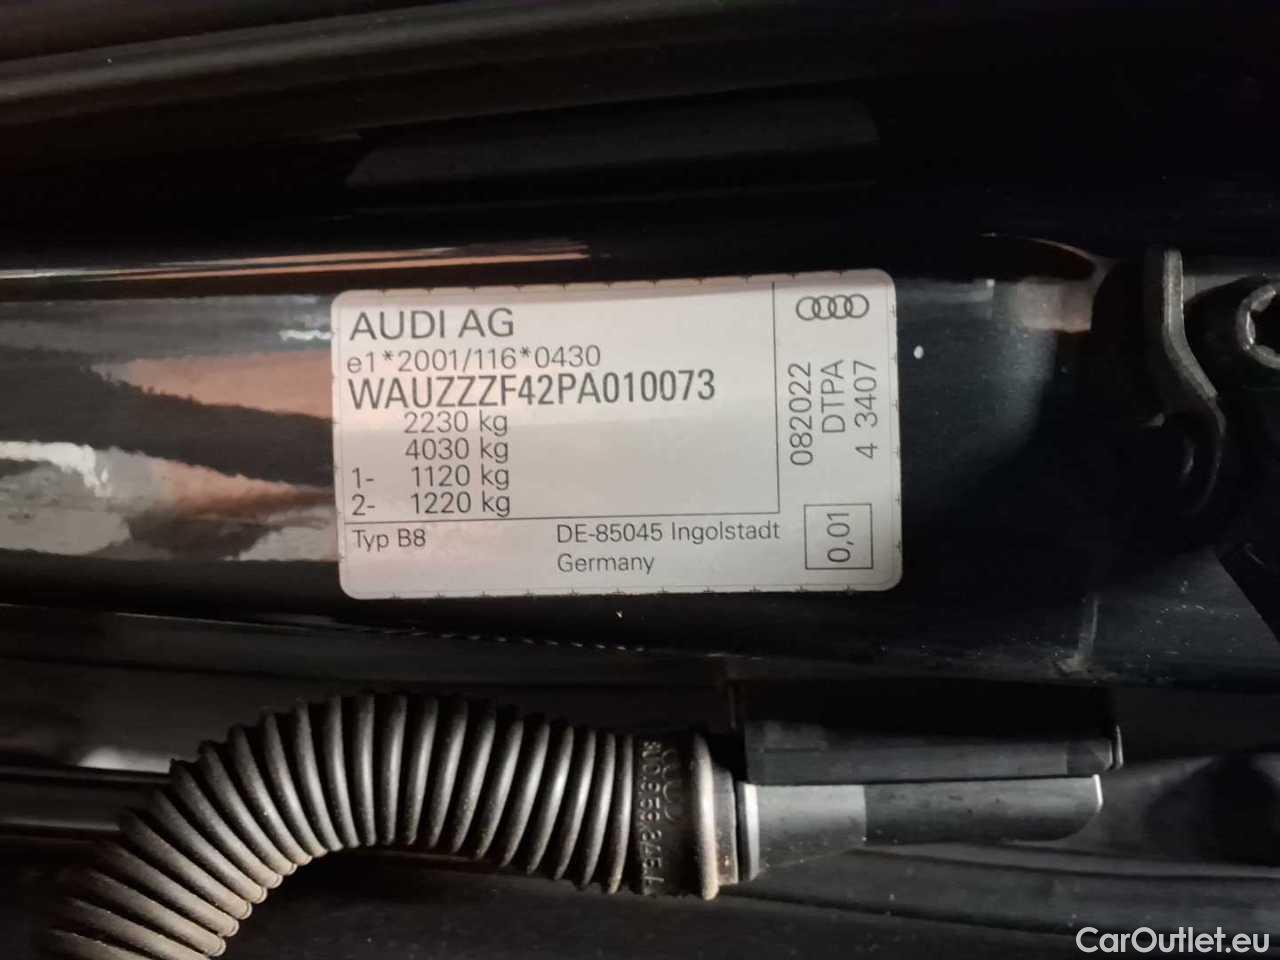 AUDI AG
e1*2001/116*0430
WAUZZZF42PA010073
2230 kg
4030 kg
1- 1120 kg
2- 1220 kg
Typ B8
DE-85045 Ingolstadt
Germany
082022
DTPA
4 3407
0,01
CarOutlet.eu